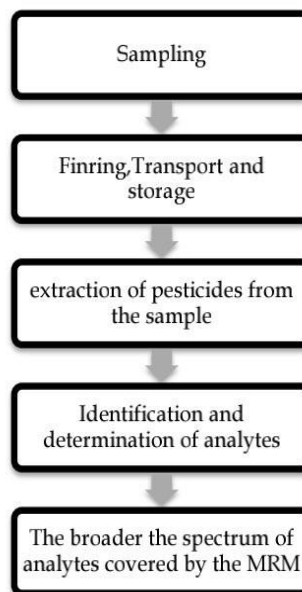 Sampling
Finring,Transport and
storage
extraction of pesticides from
the sample
Identification and
determination of analytes
The broader the spectrum of
analytes covered by the MRM